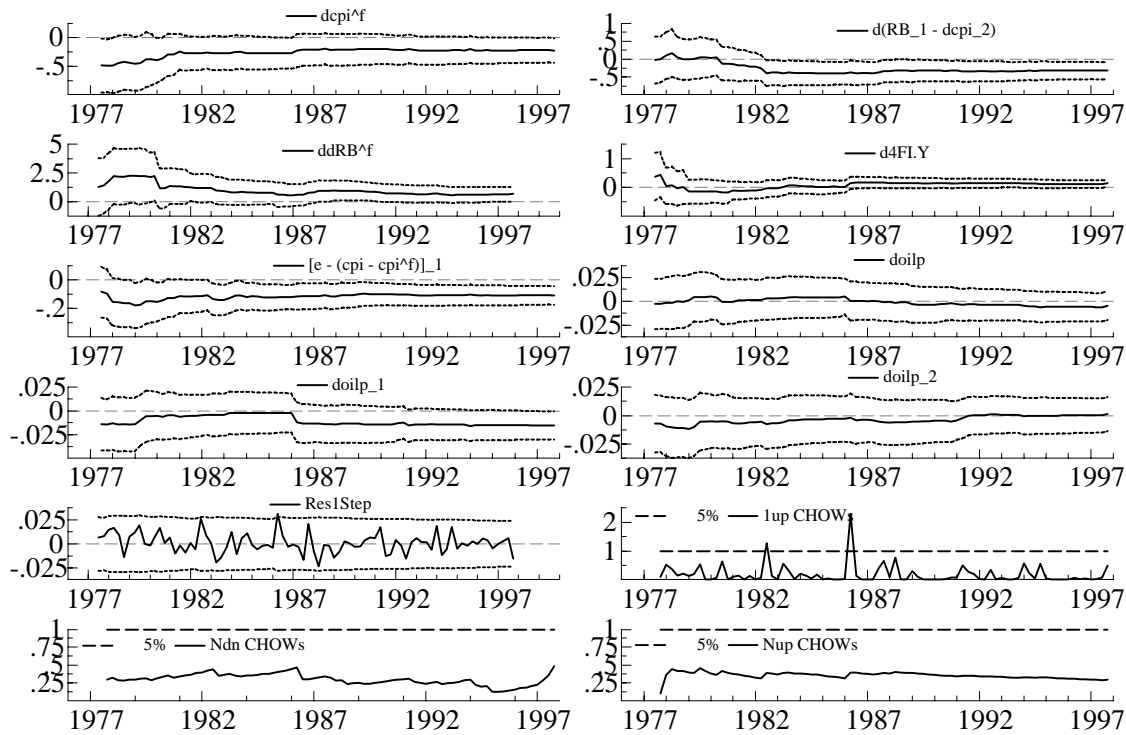 dcpi^f
0
-.5
1977 1982 1987 1992 1997
d(RB_1 - dcpi_2)
1
.5
0
-.5
1977 1982 1987 1992 1997
ddRB^f
5
2.5
0
1977 1982 1987 1992 1997
d4FI.Y
1
0
1977 1982 1987 1992 1997
[e - (cpi - cpi^f)]_1
0
-.2
1977 1982 1987 1992 1997
doilp
.025
0
-.025
1977 1982 1987 1992 1997
doilp_1
.025
0
-.025
1977 1982 1987 1992 1997
doilp_2
.025
0
-.025
1977 1982 1987 1992 1997
Res1Step
.025
0
-.025
1977 1982 1987 1992 1997
5% 1up CHOWs
2
1
1977 1982 1987 1992 1997
1
5% Ndn CHOWs
.75
.5
.25
1977 1982 1987 1992 1997
1
5% Nup CHOWs
.75
.5
.25
1977 1982 1987 1992 1997